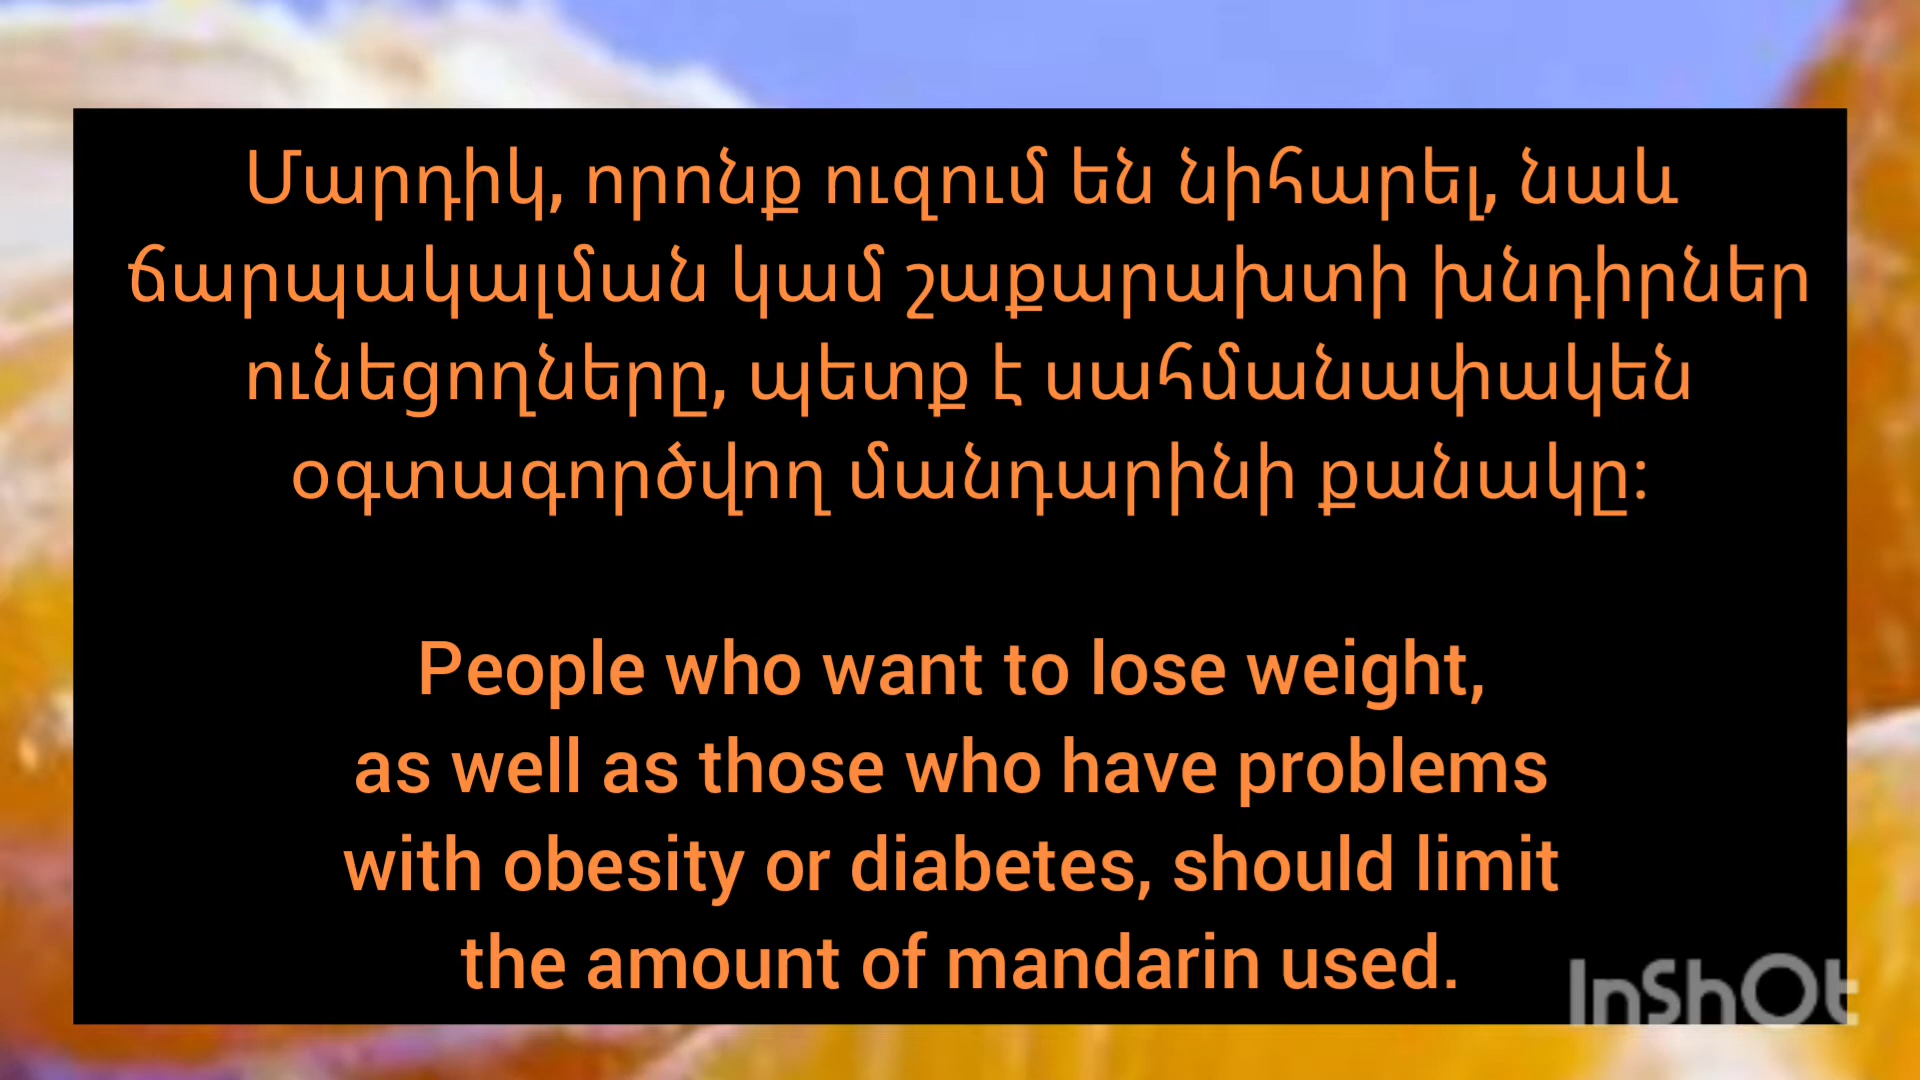 Մարդիկ, որոնք ուզում են նիհարել, նաև
ճարպակալման կամ շաքարախտի խնդիրներ
ունեցողները, պետք է սահմանափակեն
օգտագործվող մանդարինի քանակը:
People who want to lose weight,
as well as those who have problems
with obesity or diabetes, should limit
the amount of mandarin used.
InShOt